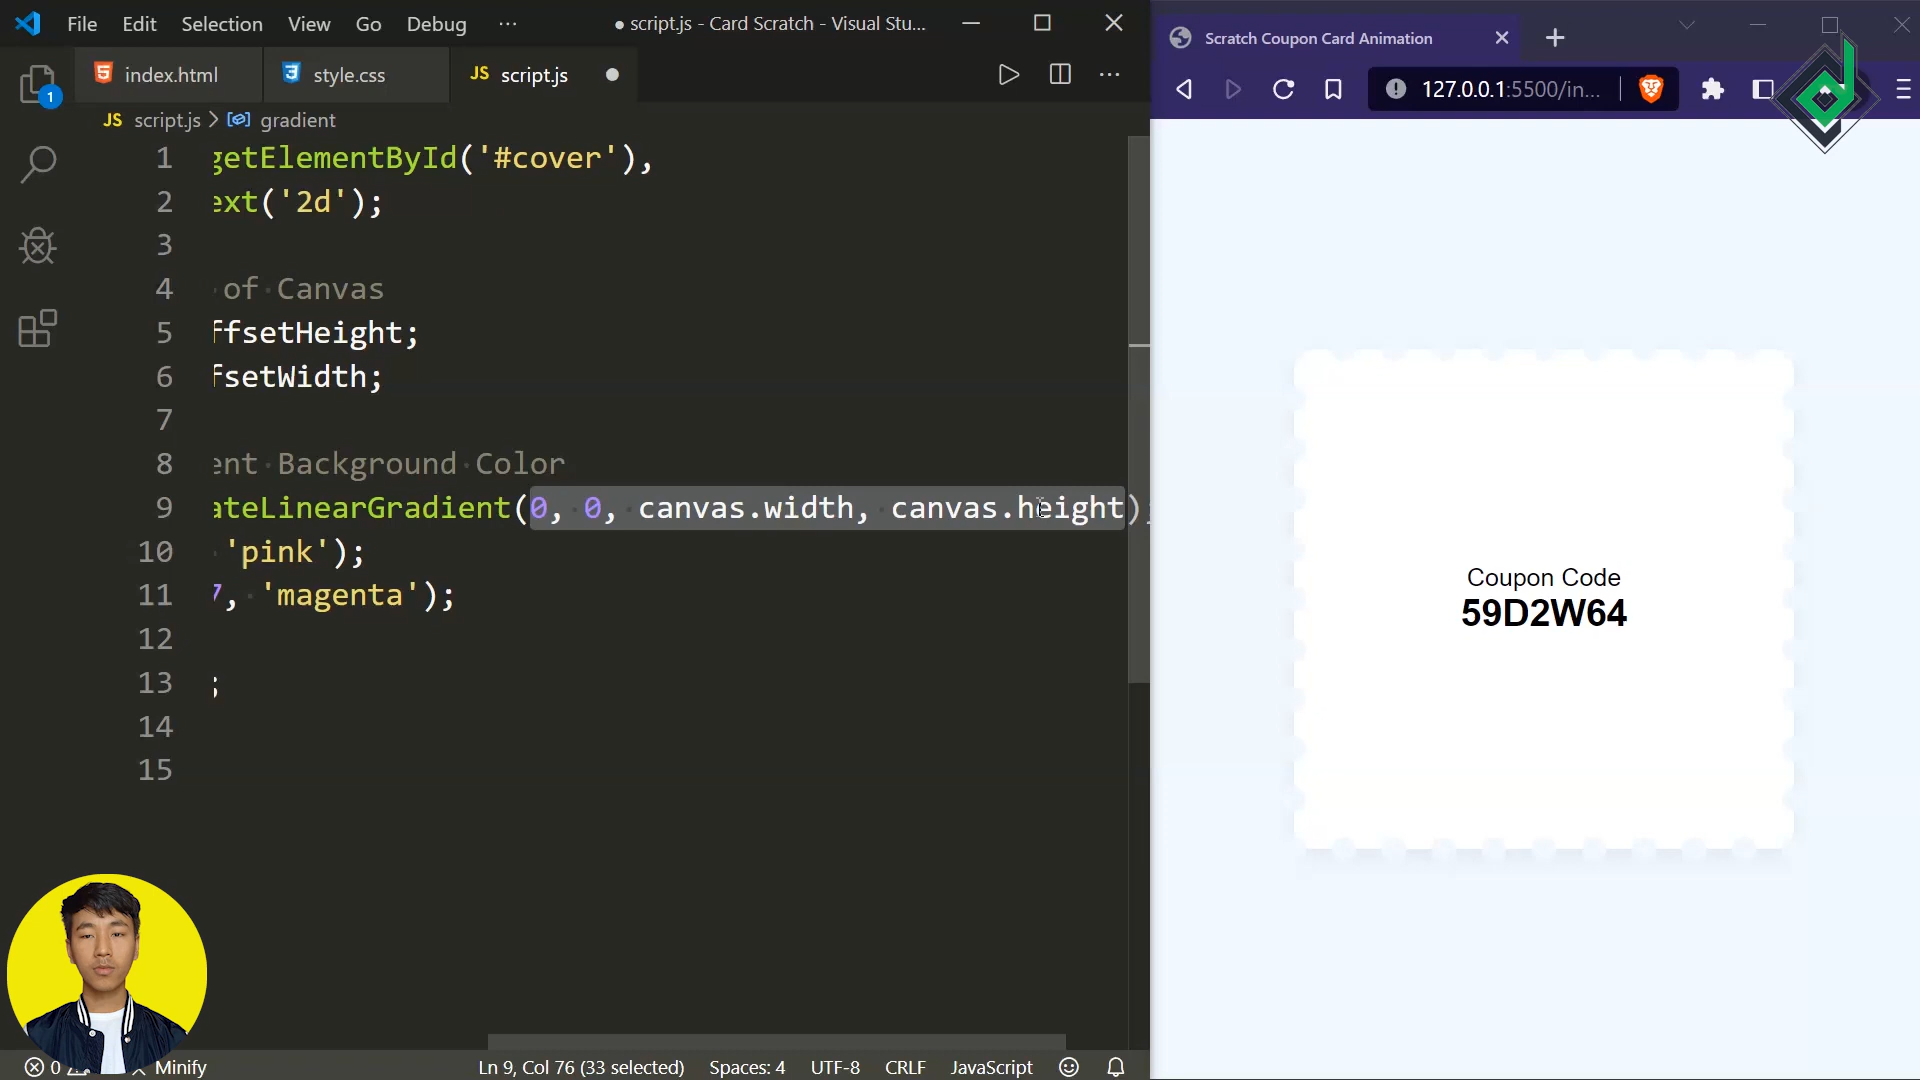 File Edit Selection View Go Debug ··· ● script.js - Card Scratch - Visual Stu...
index.html style.css JS script.js
JS script.js > gradient
1 getElementById('#cover'),
2 ext('2d');
3
4 of Canvas
5 ffsetHeight;
6 fsetWidth;
7
8 ent Background Color
9 ateLinearGradient(0, 0, canvas.width, canvas.height);
10 'pink');
11 7, 'magenta');
12
13 ;
14
15
1
0 Minify Ln 9, Col 76 (33 selected) Spaces: 4 UTF-8 CRLF JavaScript
Scratch Coupon Card Animation
127.0.0.1:5500/in...
Coupon Code
59D2W64